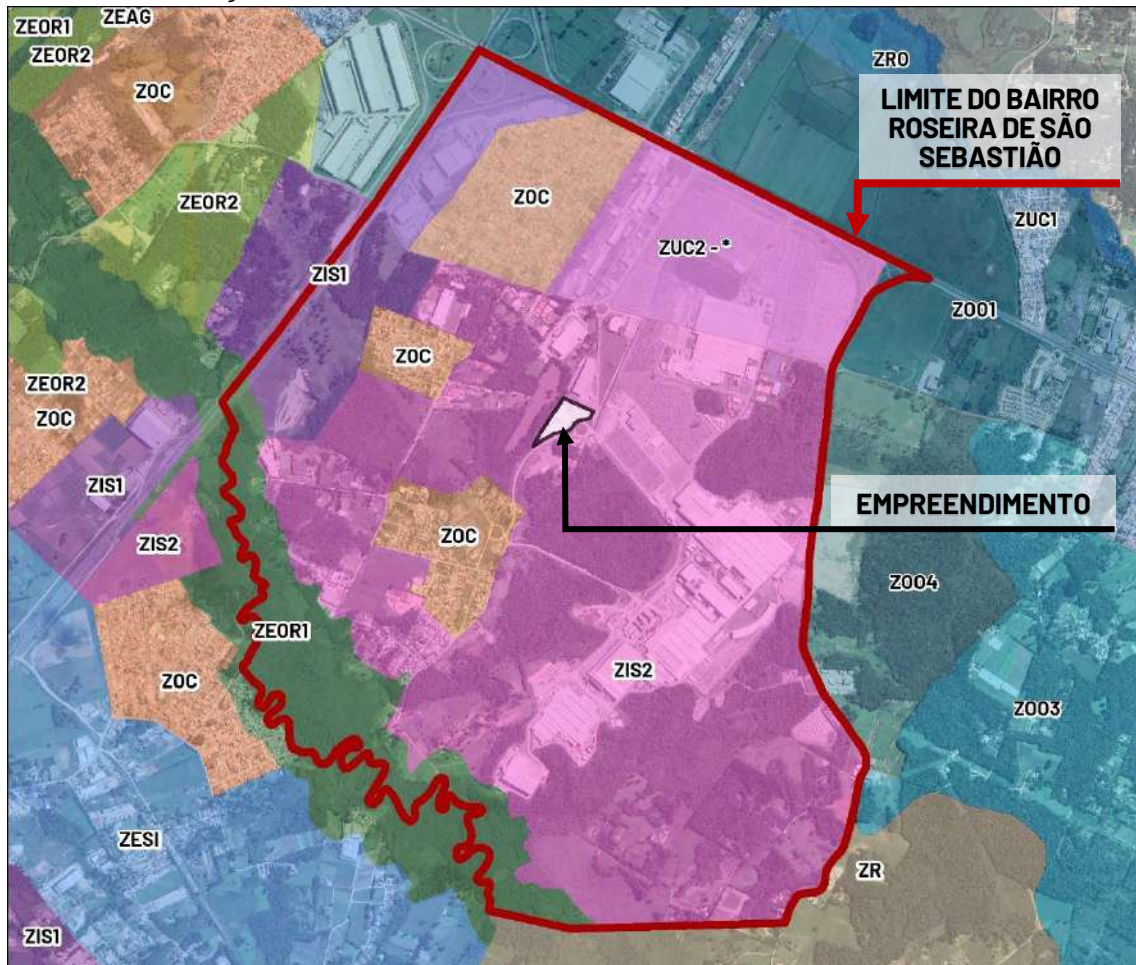 ZEOR1
ZEAG
ZEOR2
ZOC
ZRO
LIMITE DO BAIRRO
ROSEIRA DE SÃO
SEBASTIÃO
ZEOR2
ZOC
ZUC1
ZUC2 - *
ZIS1
ZOO1
ZOC
ZEOR2
ZOC
ZIS1
EMPREENDIMENTO
ZOC
ZIS2
ZOO4
ZEOR1
ZIS2
ZOC
ZOO3
ZESI
ZR
ZIS1